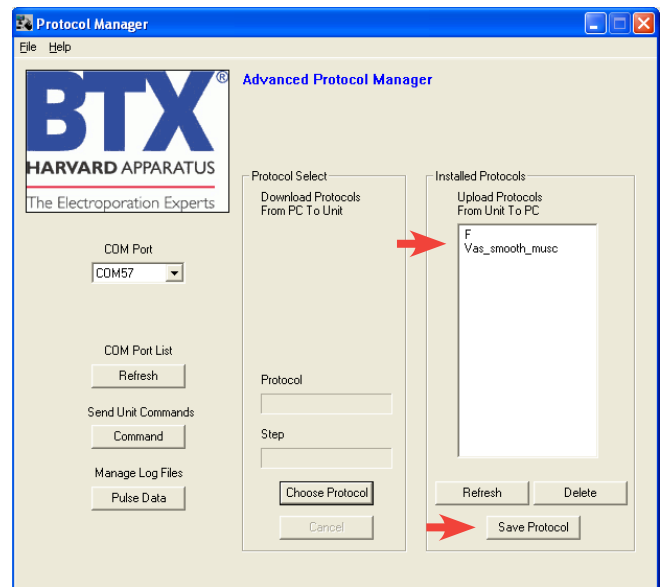 Protocol Manager
File Help
BTX®
HARVARD APPARATUS
The Electroporation Experts
Advanced Protocol Manager
COM Port
COM57
COM Port List
Refresh
Send Unit Commands
Command
Manage Log Files
Pulse Data
Protocol Select
Download Protocols
From PC To Unit
Protocol
Step
Choose Protocol
Cancel
Installed Protocols
Upload Protocols
From Unit To PC
F
Vas_smooth_musc
Refresh Delete
Save Protocol